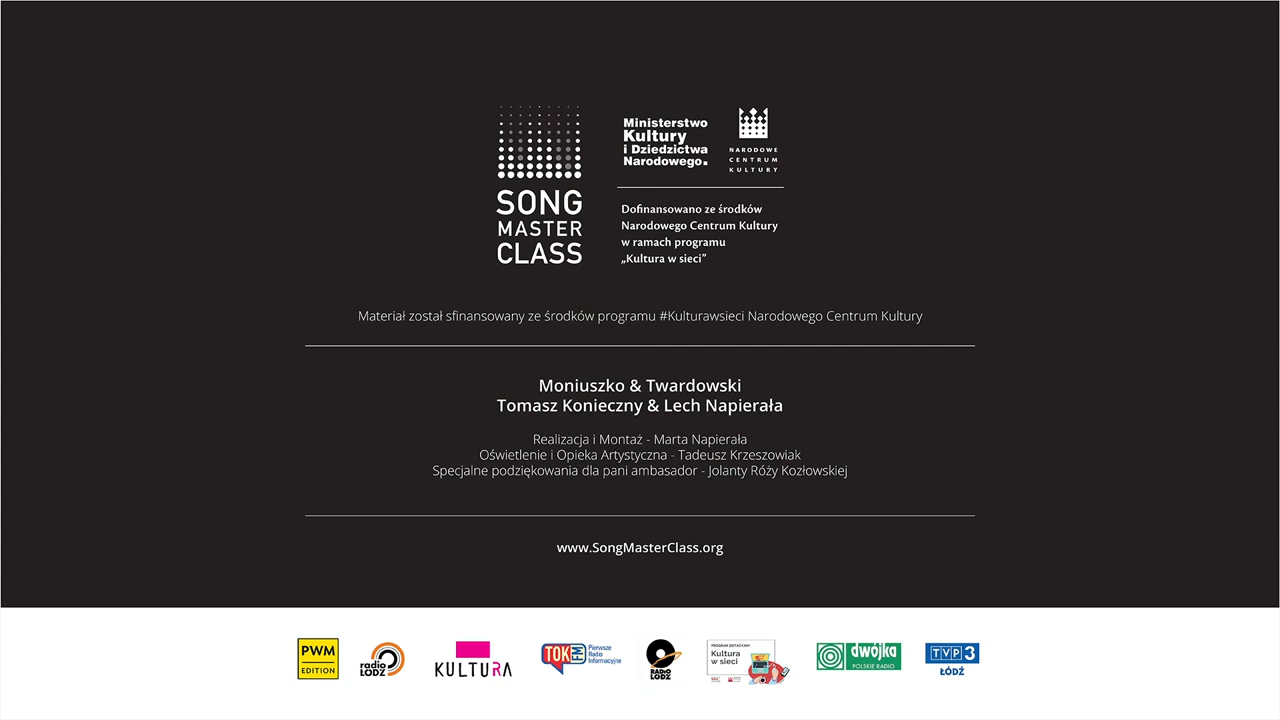 SONG
MASTER
CLASS
Ministerstwo
Kultury
i Dziedzictwa
Narodowego.
NARODOWE
CENTRUM
KULTURY
Dofinansowano ze środków
Narodowego Centrum Kultury
w ramach programu
„Kultura w sieci”
Materiał został sfinansowany ze środków programu #Kulturawsieci Narodowego Centrum Kultury
Moniuszko & Twardowski
Tomasz Konieczny & Lech Napierała
Realizacja i Montaż - Marta Napierała
Oświetlenie i Opieka Artystyczna - Tadeusz Krzeszowiak
Specjalne podziękowania dla pani ambasador - Jolanty Róży Kozłowskiej
www.SongMasterClass.org
PWM
EDITION
radio
ŁÓDŹ
KULTURA
TOK
FM
Pierwsze
Radio
Informacyjne
RADIO
ŁÓDŹ
PROGRAM DOTACYJNY
Kultura
w sieci
dwójka
POLSKIE RADIO
TVP3
ŁÓDŹ